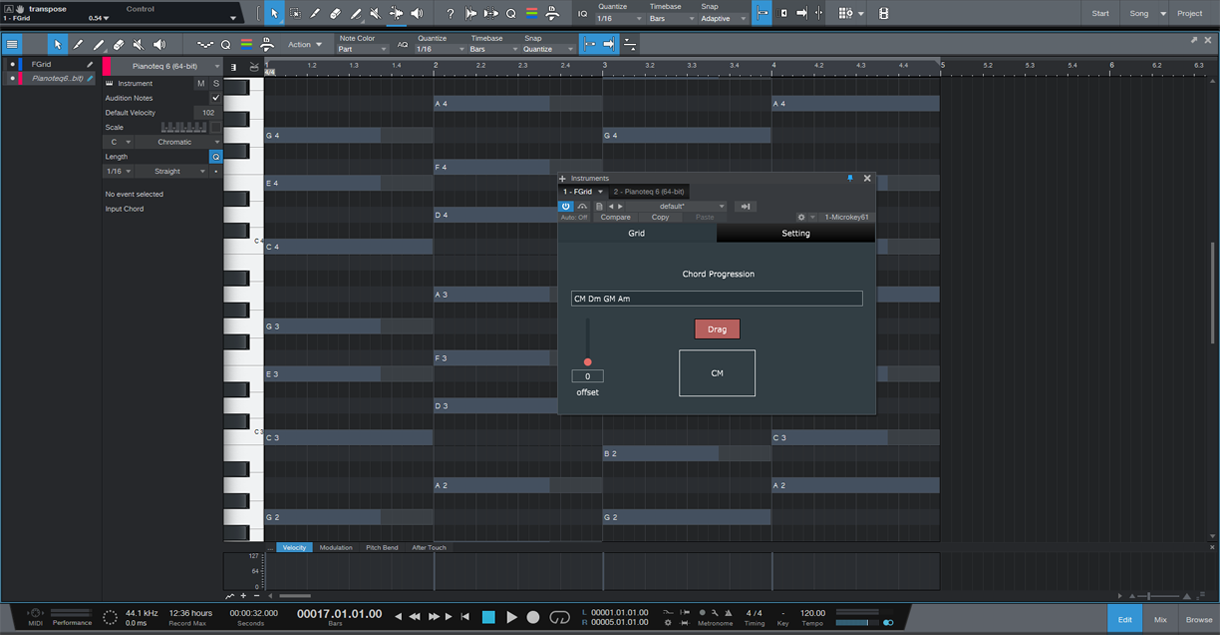 A transpose Control
1 - FGrid 0.54
? IQ Quantize 1/16 Timebase Bars Snap Adaptive Start Song Project
Action Note Color Part AQ Quantize 1/16 Timebase Bars Snap Quantize
FGrid
Pianoteq6..bit)
Pianoteq 6 (64-bit)
Instrument M S
Audition Notes
Default Velocity 102
Scale
C Chromatic
Length Q
1/16 Straight
No event selected
Input Chord
1 1.2 1.3 1.4 2 2.2 2.3 2.4 3 3.2 3.3 3.4 4 4.2 4.3 4.4 5 5.2 5.3 5.4 6 6.2 6.3
4/4
A 4 A 4
G 4 G 4
F 4
E 4
D 4
C 4 C 4
A 3
G 3
F 3
E 3
D 3
C 3 C 3 C 3
B 2
A 2 A 2
G 2 G 2
Instruments
1 - FGrid 2 - Pianoteq 6 (64-bit)
default*
Auto: Off Compare Copy Paste 1-Microkey61
Grid Setting
Chord Progression
CM Dm GM Am
Drag
0
offset
CM
Velocity Modulation Pitch Bend After Touch
127
64
0
MIDI Performance
44.1 kHz
0.0 ms
12:36 hours
Record Max
00:00:32.000
Seconds
00017.01.01.00
Bars
L 00001.01.01.00
R 00005.01.01.00
Metronome
4 / 4
Timing
-
Key
120.00
Tempo
Edit Mix Browse